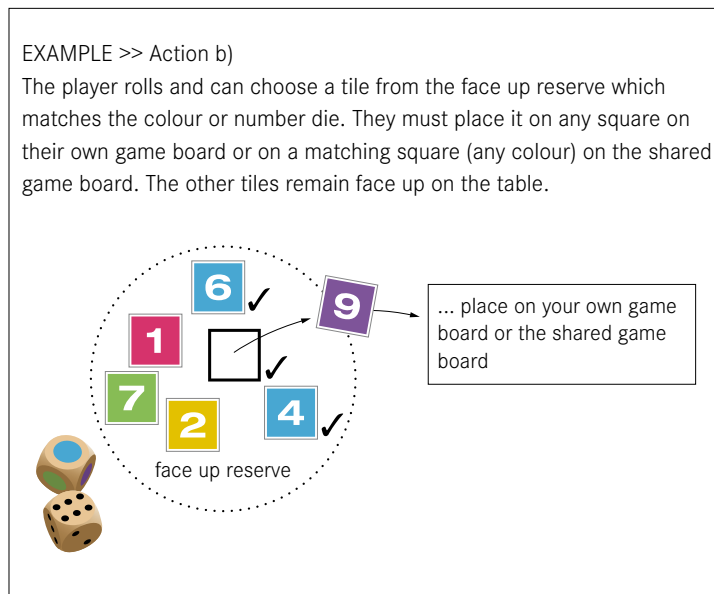 EXAMPLE >> Action b)
The player rolls and can choose a tile from the face up reserve which
matches the colour or number die. They must place it on any square on
their own game board or on a matching square (any colour) on the shared
game board. The other tiles remain face up on the table.
6
9
1
7
2
4
... place on your own game
board or the shared game
board
face up reserve